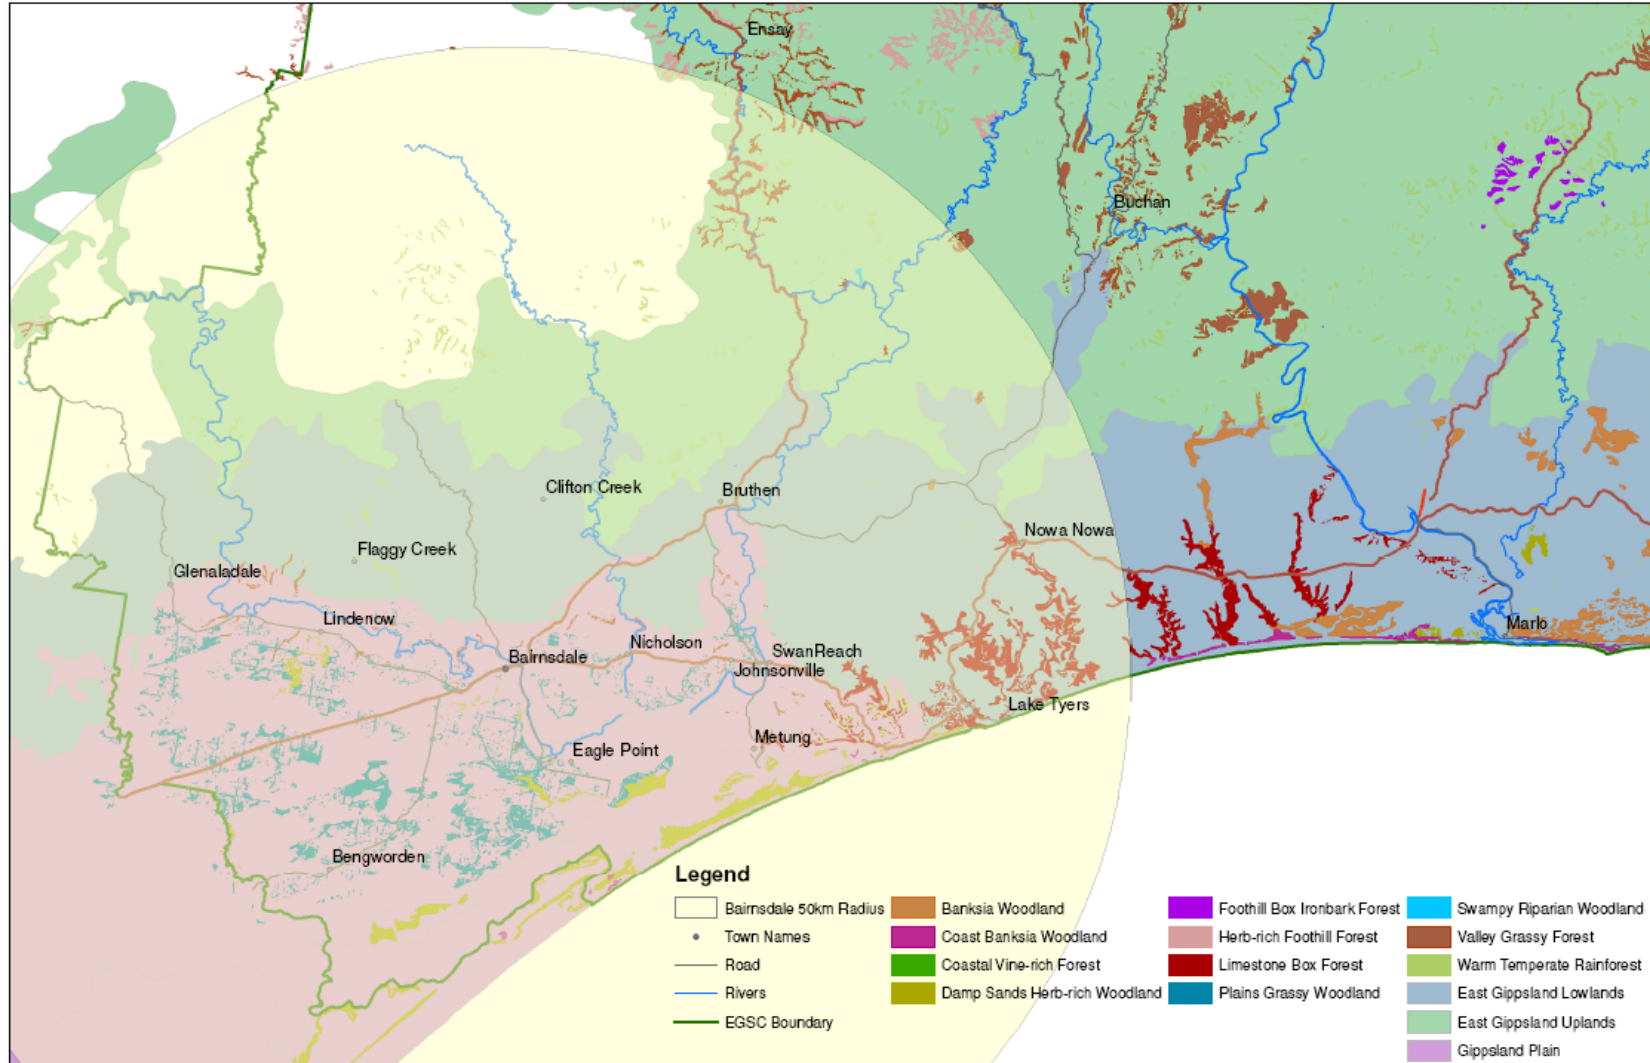 Ensay
Buchan
Clifton Creek
Bruthen
Nowa Nowa
Flaggy Creek
Glenaladale
Lindenow
Nicholson
Marlo
SwanReach
Bairnsdale
Johnsonville
Lake Tyers
Metung
Eagle Point
Bengworden
Legend
Bairnsdale 50km Radius
Town Names
Road
Rivers
EGSC Boundary
Banksia Woodland
Coast Banksia Woodland
Coastal Vine-rich Forest
Damp Sands Herb-rich Woodland
Foothill Box Ironbark Forest
Herb-rich Foothill Forest
Limestone Box Forest
Plains Grassy Woodland
Swampy Riparian Woodland
Valley Grassy Forest
Warm Temperate Rainforest
East Gippsland Lowlands
East Gippsland Uplands
Gippsland Plain